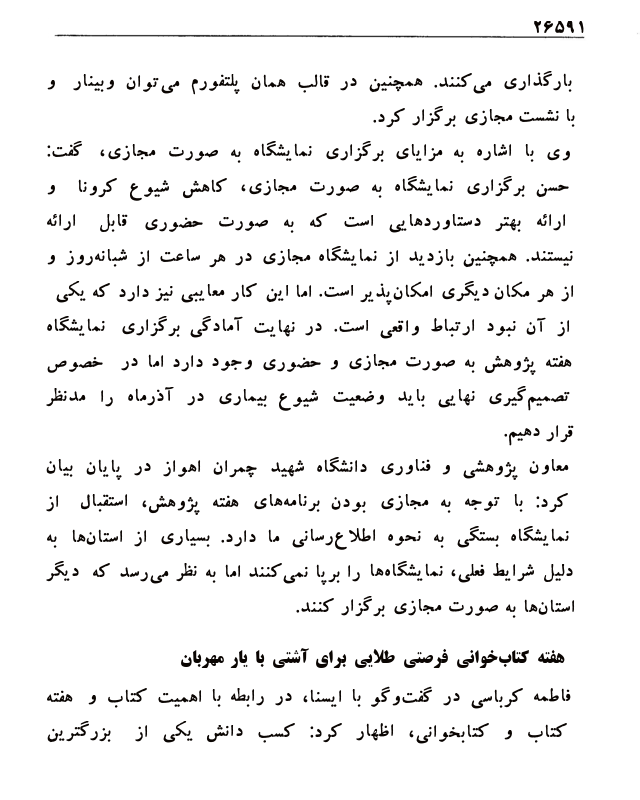 ۲۶۵۹۱
بارگذاری می‌کنند. همچنین در قالب همان پلتفورم می‌توان وبینار و
با نشست مجازی برگزار کرد.
وی با اشاره به مزایای برگزاری نمایشگاه به صورت مجازی، گفت:
حسن برگزاری نمایشگاه به صورت مجازی، کاهش شیوع کرونا و
ارائه بهتر دستاوردهایی است که به صورت حضوری قابل ارائه
نیستند. همچنین بازدید از نمایشگاه مجازی در هر ساعت از شبانه‌روز و
از هر مکان دیگری امکان‌پذیر است. اما این کار معایبی نیز دارد که یکی
از آن نبود ارتباط واقعی است. در نهایت آمادگی برگزاری نمایشگاه
هفته پژوهش به صورت مجازی و حضوری وجود دارد اما در خصوص
تصمیم‌گیری نهایی باید وضعیت شیوع بیماری در آذرماه را مدنظر
قرار دهیم.
معاون پژوهشی و فناوری دانشگاه شهید چمران اهواز در پایان بیان
کرد: با توجه به مجازی بودن برنامه‌های هفته پژوهش، استقبال از
نمایشگاه بستگی به نحوه اطلاع‌رسانی ما دارد. بسیاری از استان‌ها به
دلیل شرایط فعلی، نمایشگاه‌ها را برپا نمی‌کنند اما به نظر می‌رسد که دیگر
استان‌ها به صورت مجازی برگزار کنند.
هفته کتاب‌خوانی فرصتی طلایی برای آشتی با یار مهربان
فاطمه کرباسی در گفت‌وگو با ایسنا، در رابطه با اهمیت کتاب و هفته
کتاب و کتابخوانی، اظهار کرد: کسب دانش یکی از بزرگترین